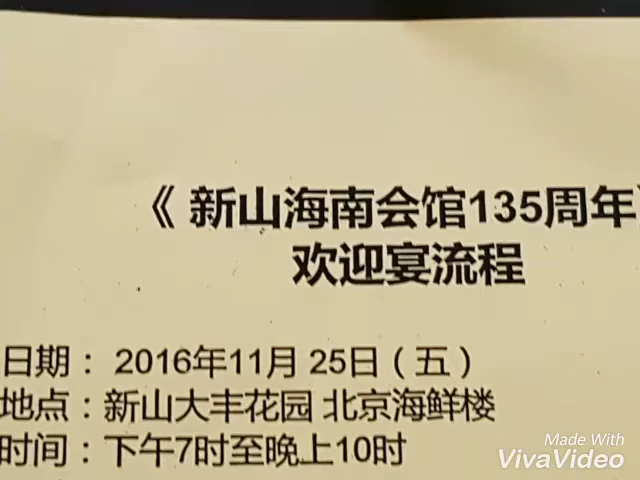 《 新山海南会馆135周年》
欢迎宴流程
日期： 2016年11月 25日 ( 五 )
地点：新山大丰花园 北京海鲜楼
时间：下午7时至晚上10时
Made With
VivaVideo